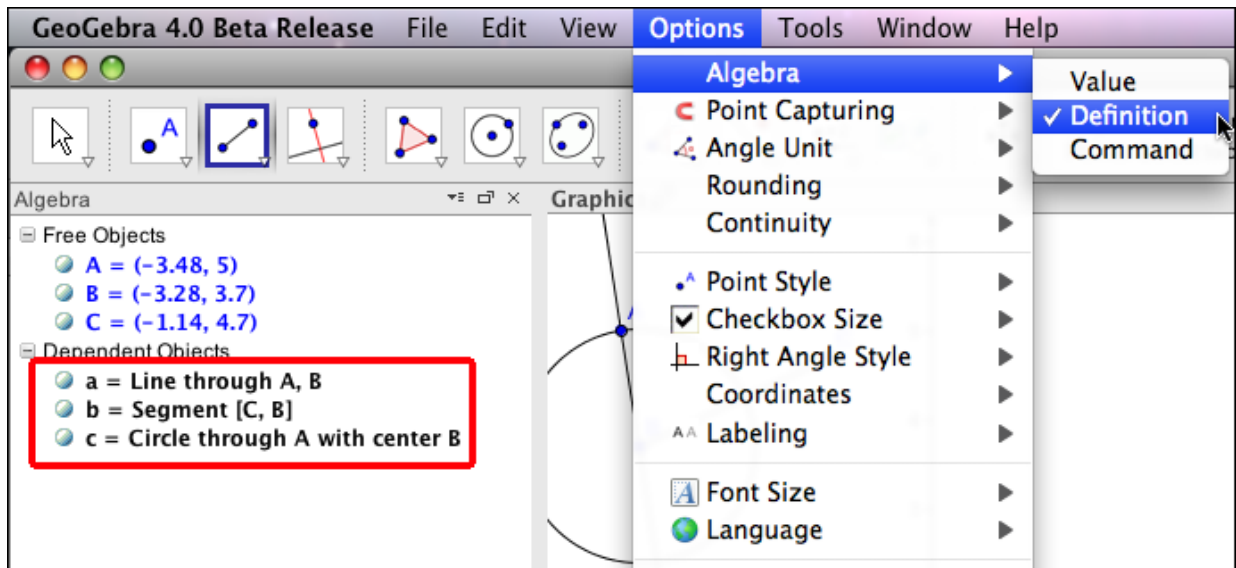 GeoGebra 4.0 Beta Release File Edit View Options Tools Window Help
Algebra
Value
Point Capturing
✓ Definition
Angle Unit
Command
Rounding
Continuity
Point Style
Checkbox Size
Right Angle Style
Coordinates
AA Labeling
A Font Size
Language
A
Algebra
Graphic
Free Objects
A = (-3.48, 5)
B = (-3.28, 3.7)
C = (-1.14, 4.7)
Dependent Objects
a = Line through A, B
b = Segment [C, B]
c = Circle through A with center B